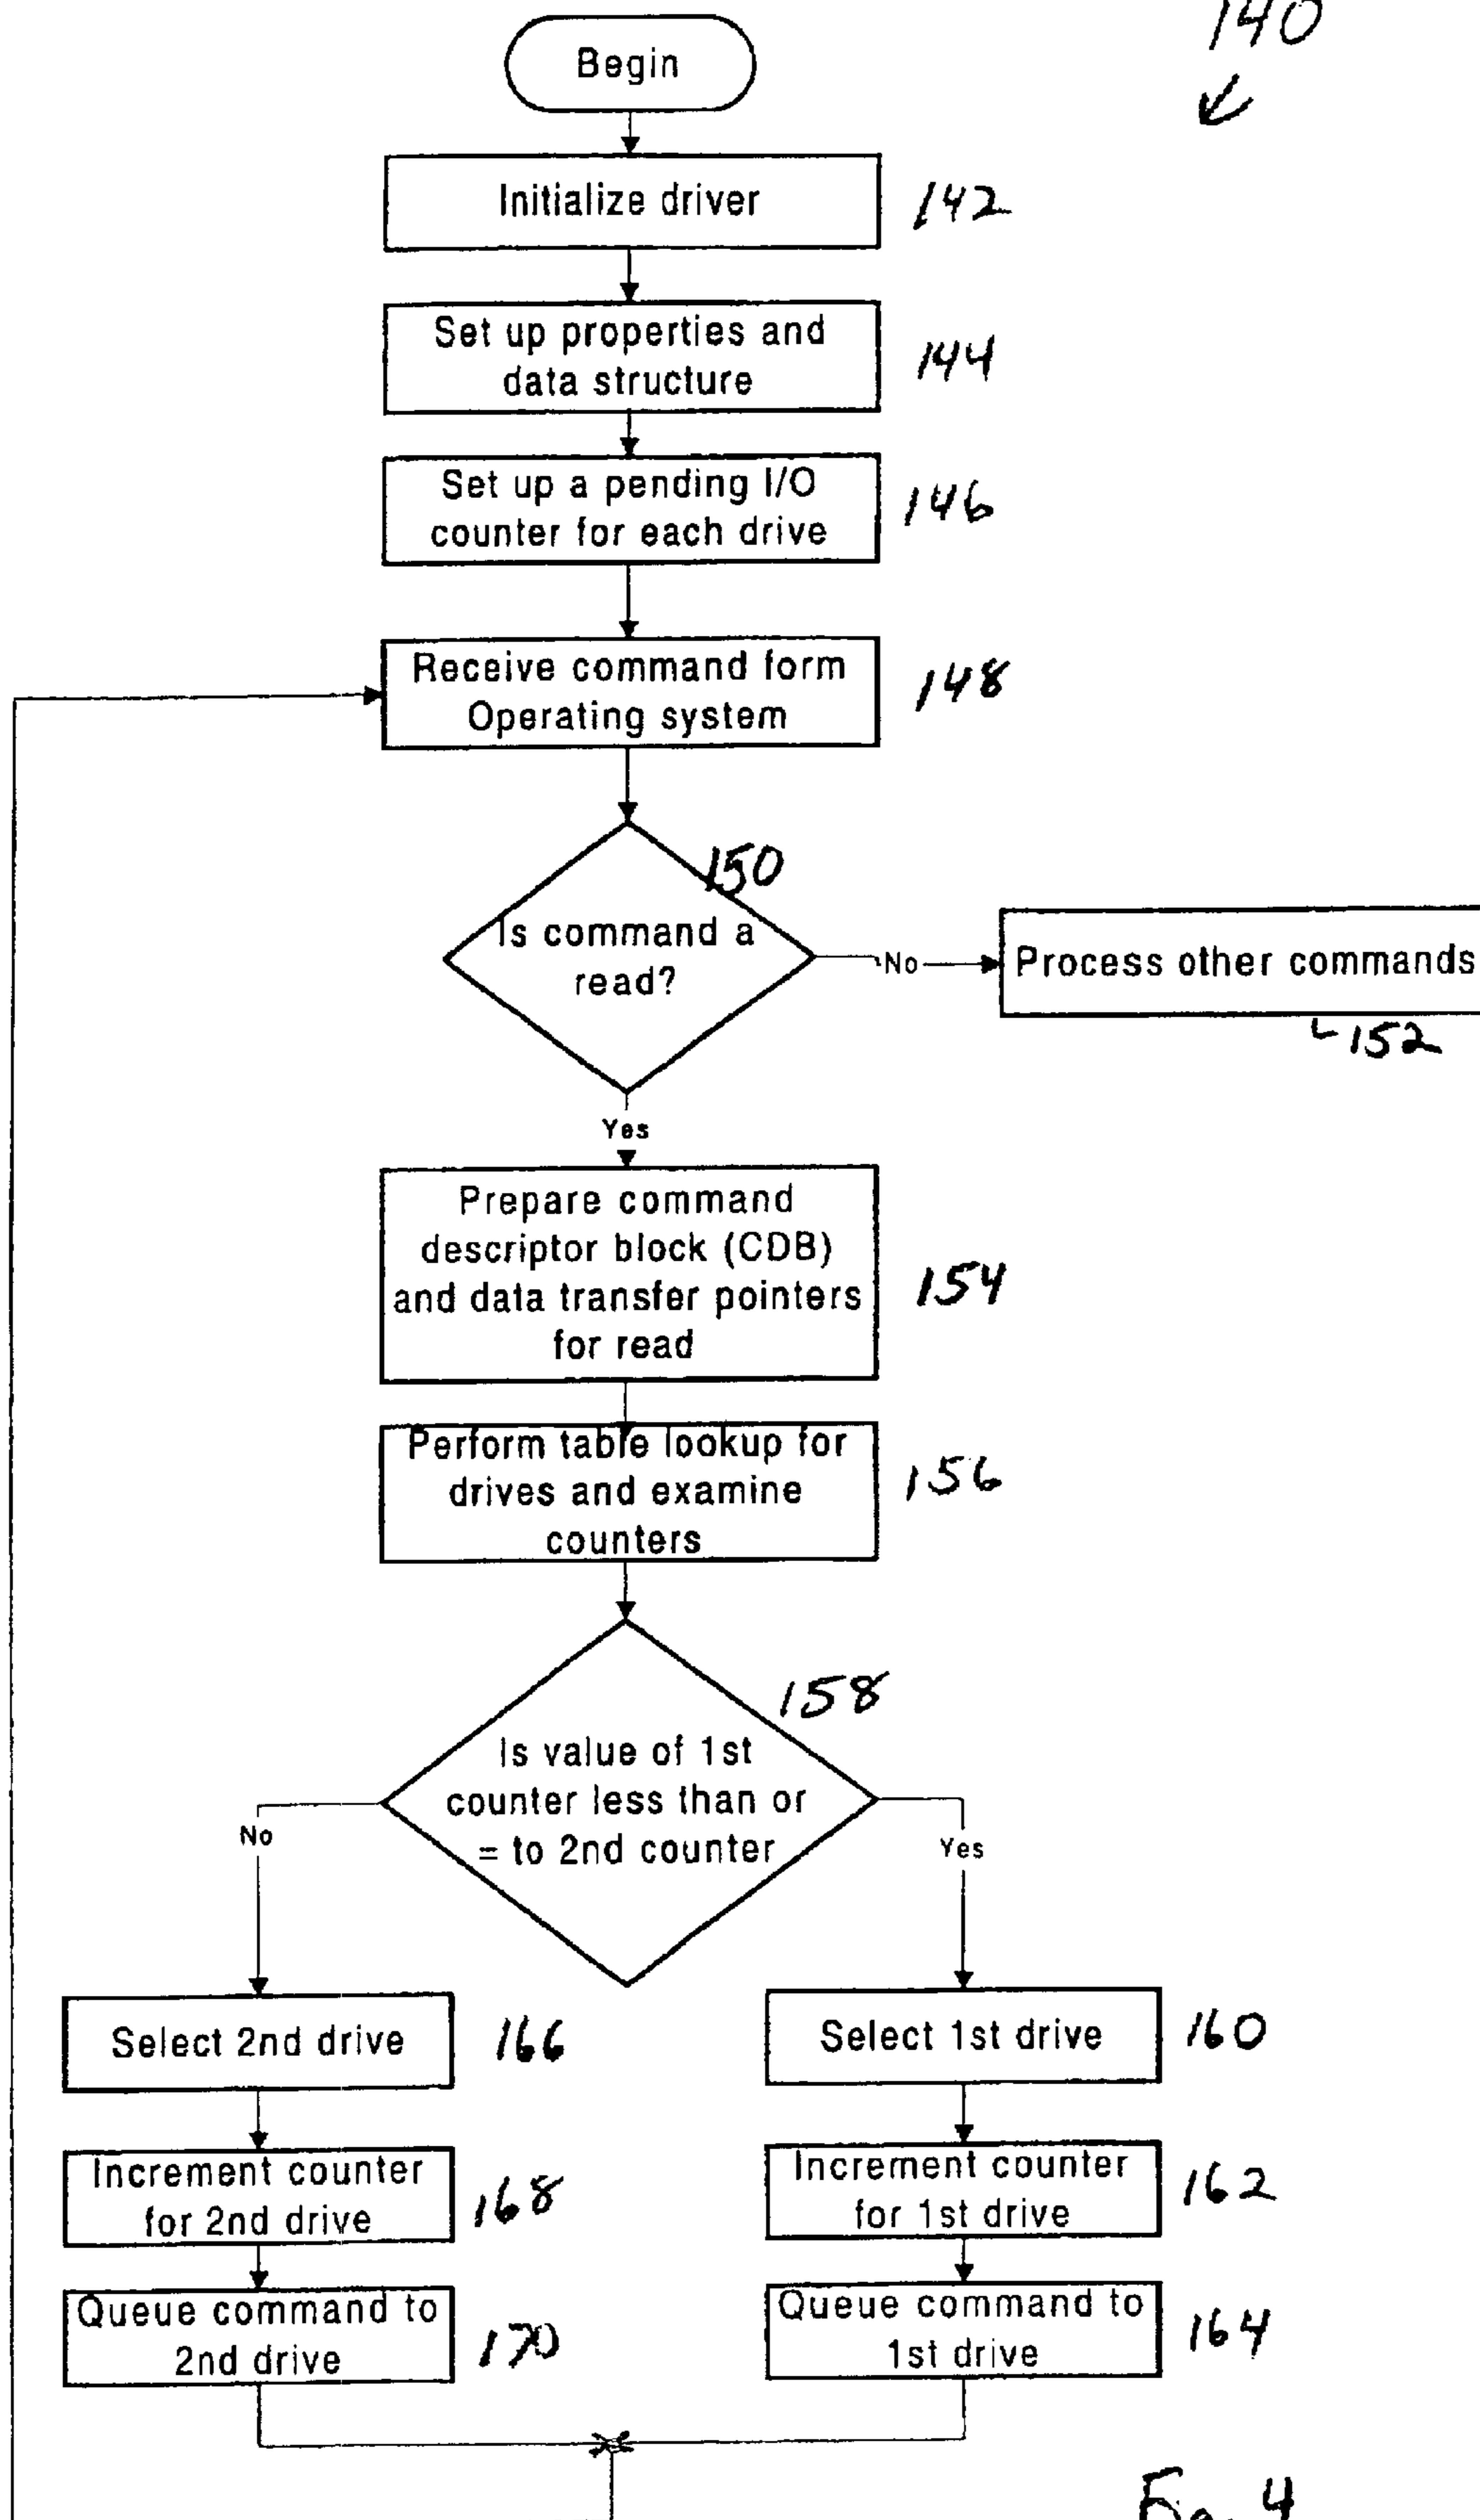 140
Begin
Initialize driver
142
Set up properties and
data structure
144
Set up a pending I/O
counter for each drive
146
Receive command form
Operating system
148
150
Is command a
read?
No
Process other commands
152
Yes
Prepare command
descriptor block (CDB)
and data transfer pointers
for read
154
Perform table lookup for
drives and examine
counters
156
158
Is value of 1st
counter less than or
= to 2nd counter
No
Yes
Select 2nd drive
166
Select 1st drive
160
Increment counter
for 2nd drive
168
Increment counter
for 1st drive
162
Queue command to
2nd drive
170
Queue command to
1st drive
164
Fig. 4